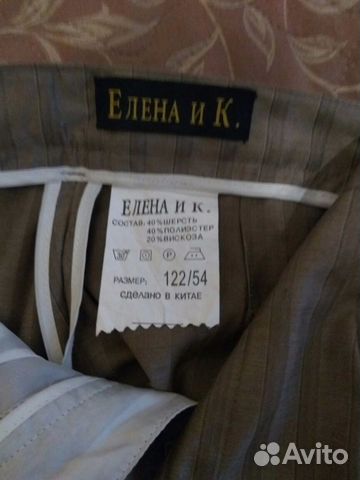 ЕЛЕНА И К.
ЕЛЕНА И К.
СОСТАВ: 40%ШЕРСТЬ
40%ПОЛИЭСТЕР
20%ВИСКОЗА
РАЗМЕР: 122/54
СДЕЛАНО В КИТАЕ
Avito